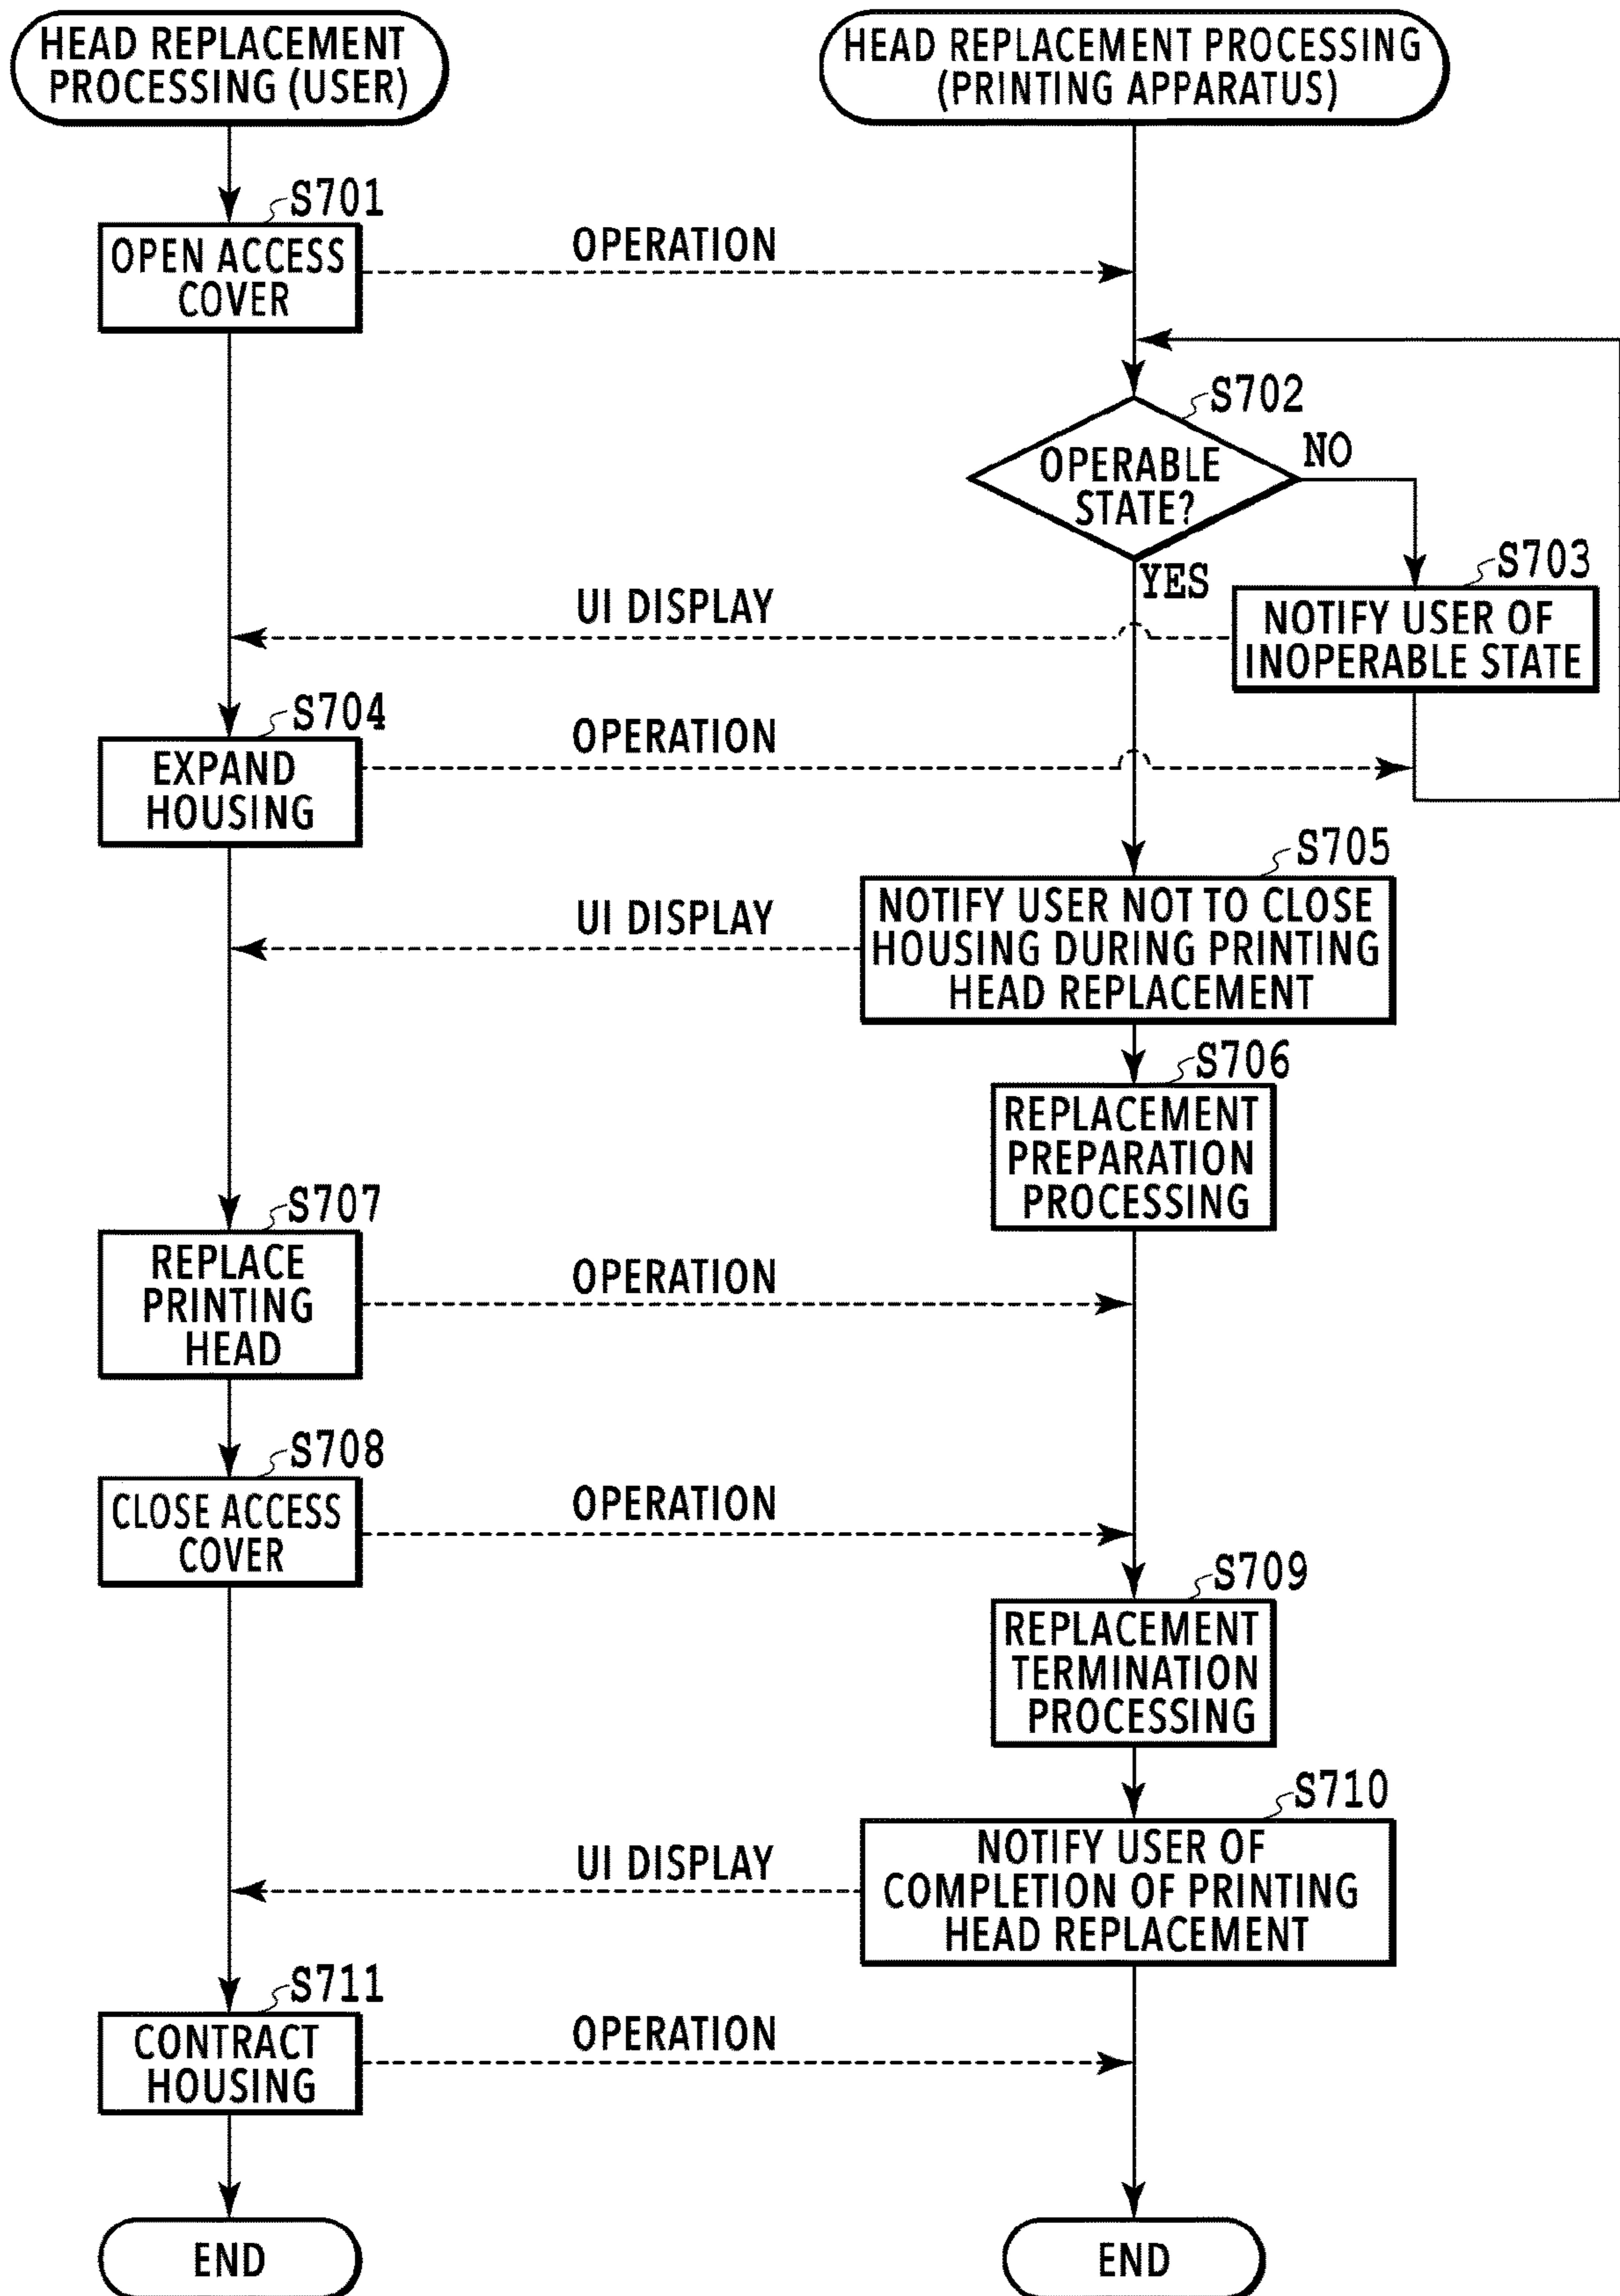 HEAD REPLACEMENT
PROCESSING (USER)
HEAD REPLACEMENT PROCESSING
(PRINTING APPARATUS)
S701
OPEN ACCESS
COVER
OPERATION
S702
OPERABLE
STATE?
NO
YES
S703
NOTIFY USER OF
INOPERABLE STATE
UI DISPLAY
S704
EXPAND
HOUSING
OPERATION
S705
NOTIFY USER NOT TO CLOSE
HOUSING DURING PRINTING
HEAD REPLACEMENT
UI DISPLAY
S706
REPLACEMENT
PREPARATION
PROCESSING
S707
REPLACE
PRINTING
HEAD
OPERATION
S708
CLOSE ACCESS
COVER
OPERATION
S709
REPLACEMENT
TERMINATION
PROCESSING
S710
NOTIFY USER OF
COMPLETION OF PRINTING
HEAD REPLACEMENT
UI DISPLAY
S711
CONTRACT
HOUSING
OPERATION
END
END